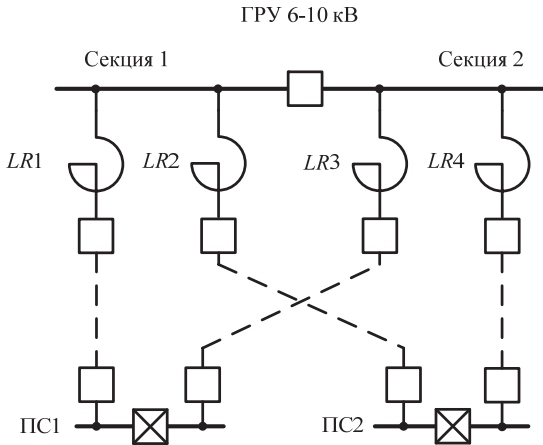 ГРУ 6-10 кВ
Секция 1
Секция 2
LR1
LR2
LR3
LR4
ПС1
ПС2